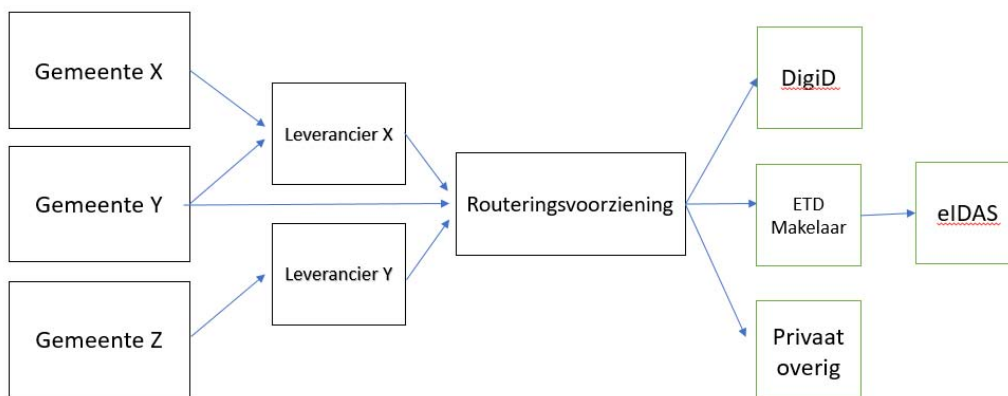 Gemeente X
Gemeente Y
Gemeente Z
Leverancier X
Leverancier Y
Routeringsvoorziening
DigiD
ETD
Makelaar
eIDAS
Privaat
overig